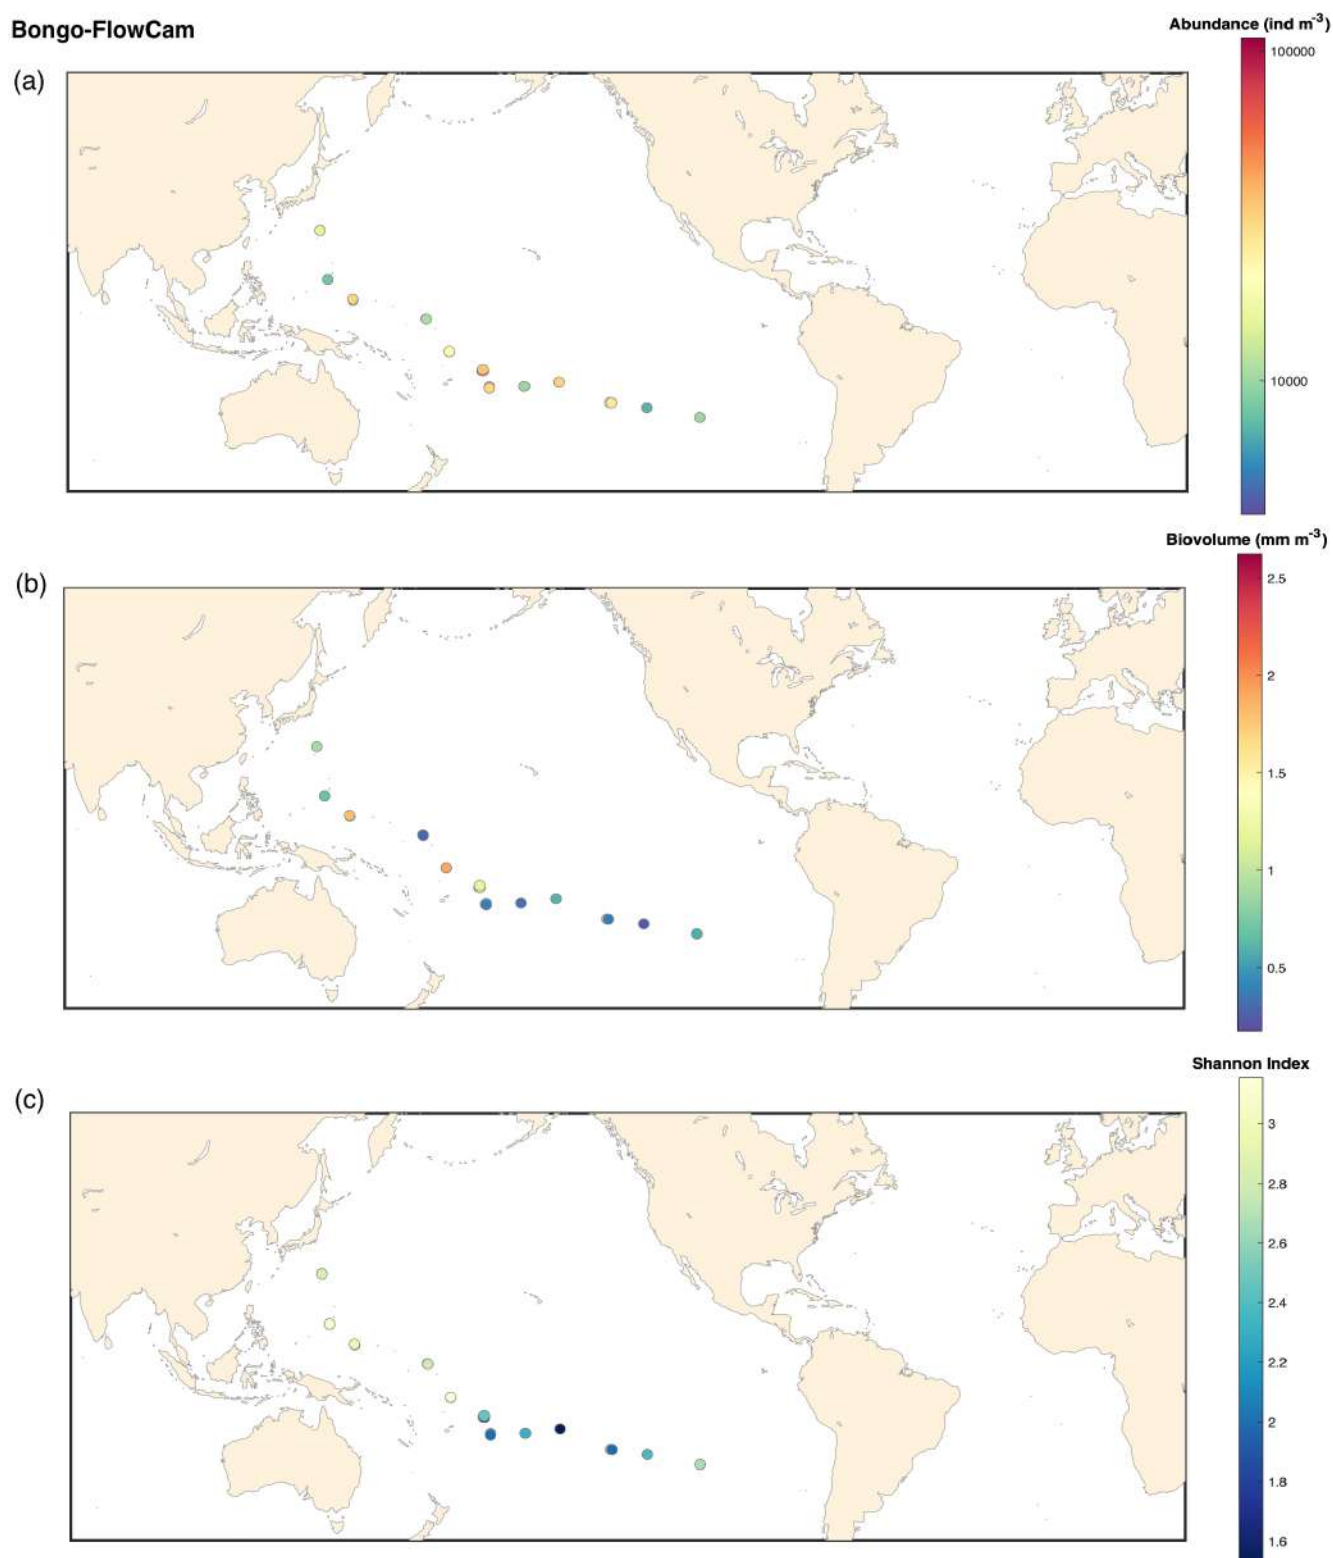 Bongo-FlowCam
Abundance (ind m-3)
(a)
100000
10000
Biovolume (mm m-3)
(b)
2.5
2
1.5
1
0.5
Shannon Index
(c)
3
2.8
2.6
2.4
2.2
2
1.8
1.6